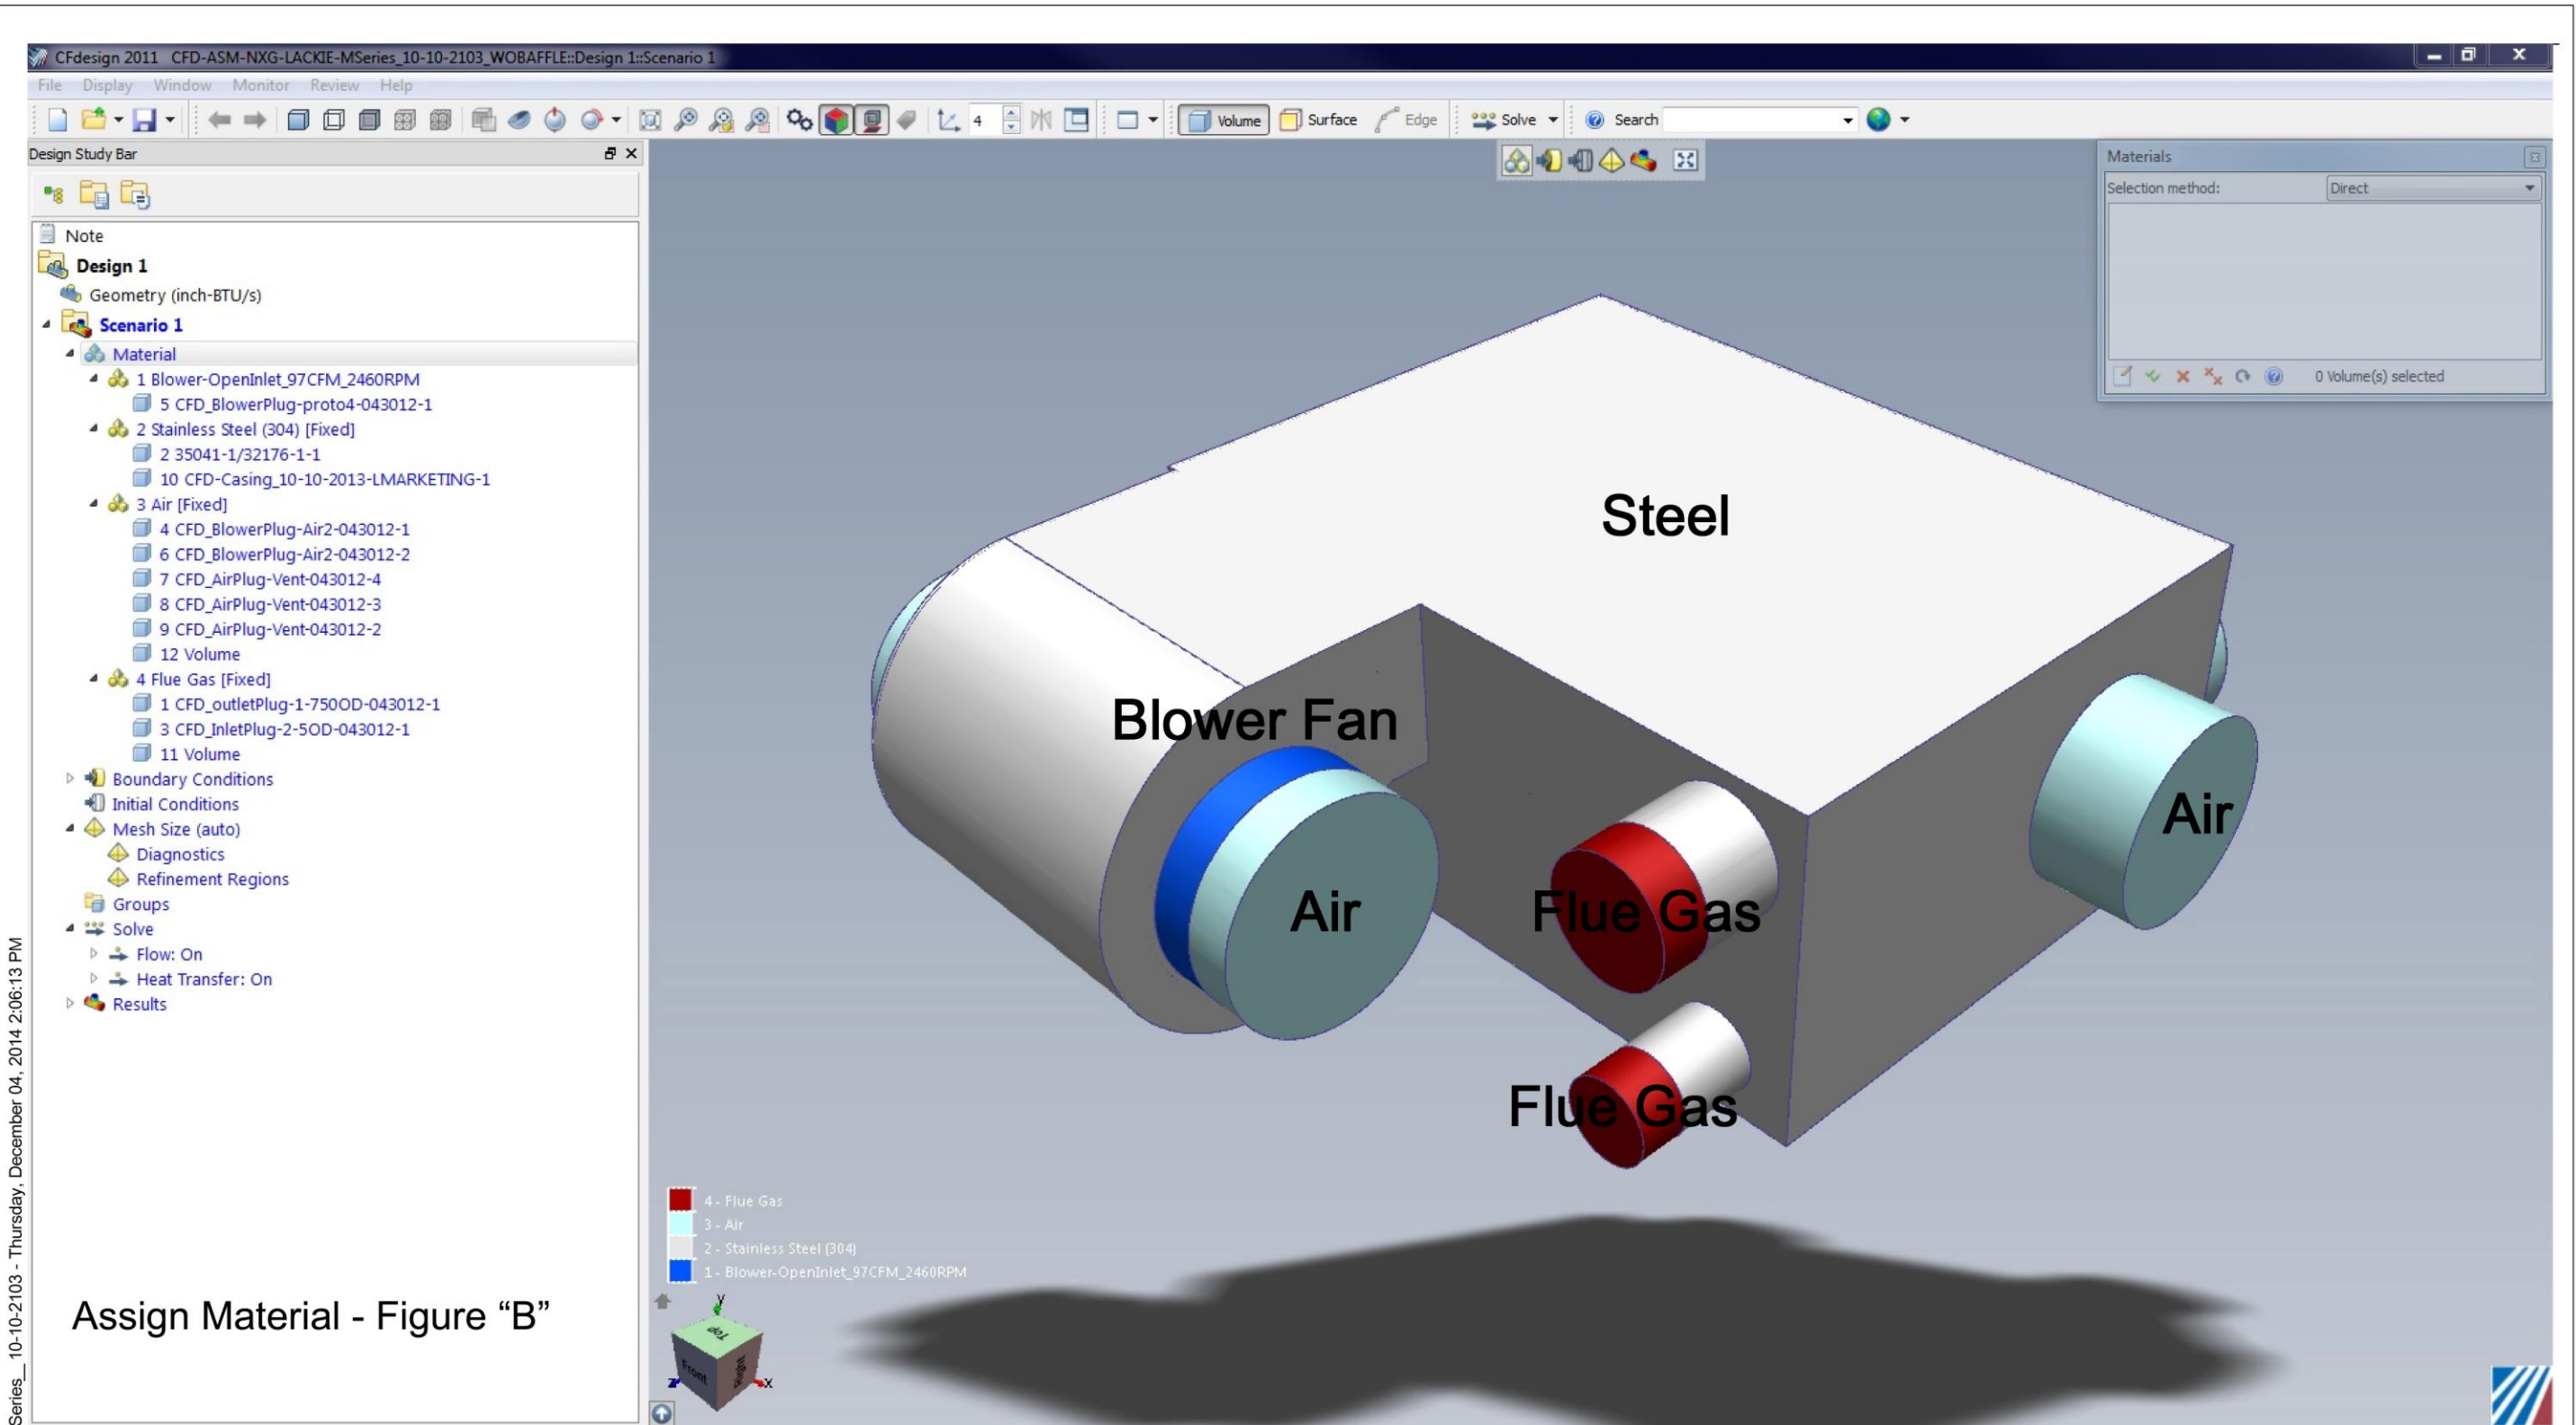 CFdesign 2011 CFD-ASM-NXG-LACKIE-MSeries_10-10-2103_WOBAFFLE::Design 1::Scenario 1
File Display Window Monitor Review Help
4 Volume Surface Edge Solve Search
Design Study Bar
Note
Design 1
Geometry (inch-BTU/s)
Scenario 1
Material
1 Blower-OpenInlet_97CFM_2460RPM
5 CFD_BlowerPlug-proto4-043012-1
2 Stainless Steel (304) [Fixed]
2 35041-1/32176-1-1
10 CFD-Casing_10-10-2013-LMARKETING-1
3 Air [Fixed]
4 CFD_BlowerPlug-Air2-043012-1
6 CFD_BlowerPlug-Air2-043012-2
7 CFD_AirPlug-Vent-043012-4
8 CFD_AirPlug-Vent-043012-3
9 CFD_AirPlug-Vent-043012-2
12 Volume
4 Flue Gas [Fixed]
1 CFD_outletPlug-1-750OD-043012-1
3 CFD_InletPlug-2-5OD-043012-1
11 Volume
Boundary Conditions
Initial Conditions
Mesh Size (auto)
Diagnostics
Refinement Regions
Groups
Solve
Flow: On
Heat Transfer: On
Results
Assign Material - Figure “B”
Series__10-10-2103 - Thursday, December 04, 2014 2:06:13 PM
Materials
Selection method: Direct
0 Volume(s) selected
Steel
Blower Fan
Air
Air
Flue Gas
Flue Gas
4 - Flue Gas
3 - Air
2 - Stainless Steel (304)
1 - Blower-OpenInlet_97CFM_2460RPM
y
Top
Front
Right
z
x